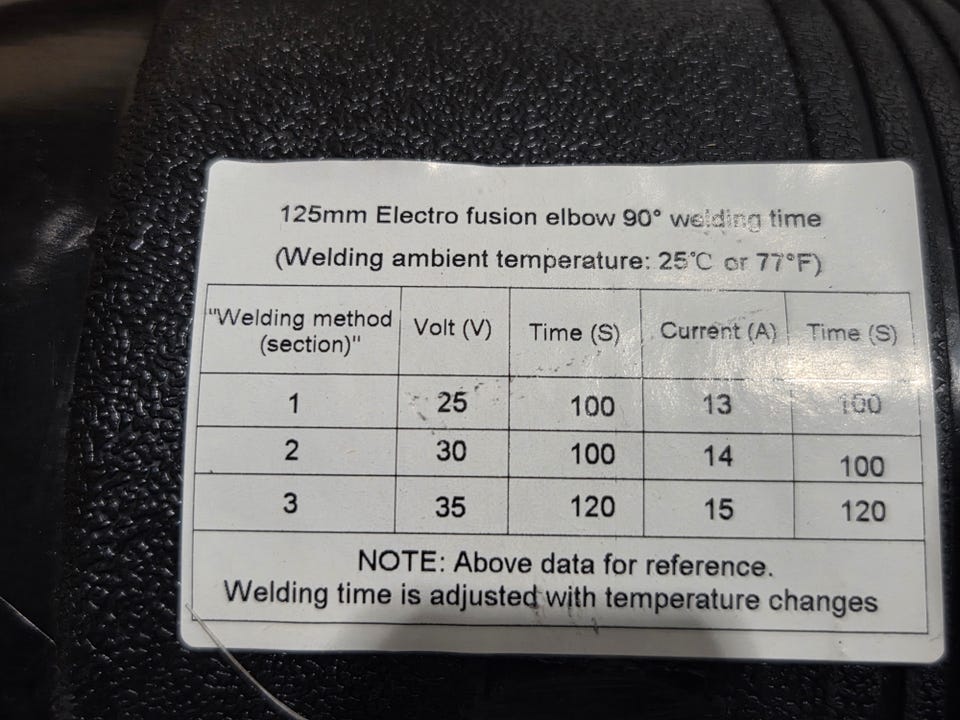 125mm Electro fusion elbow 90° welding time
(Welding ambient temperature: 25℃ or 77°F)
"Welding method (section)" Volt (V) Time (S) Current (A) Time (S)
1 25 100 13 100
2 30 100 14 100
3 35 120 15 120
NOTE: Above data for reference.
Welding time is adjusted with temperature changes